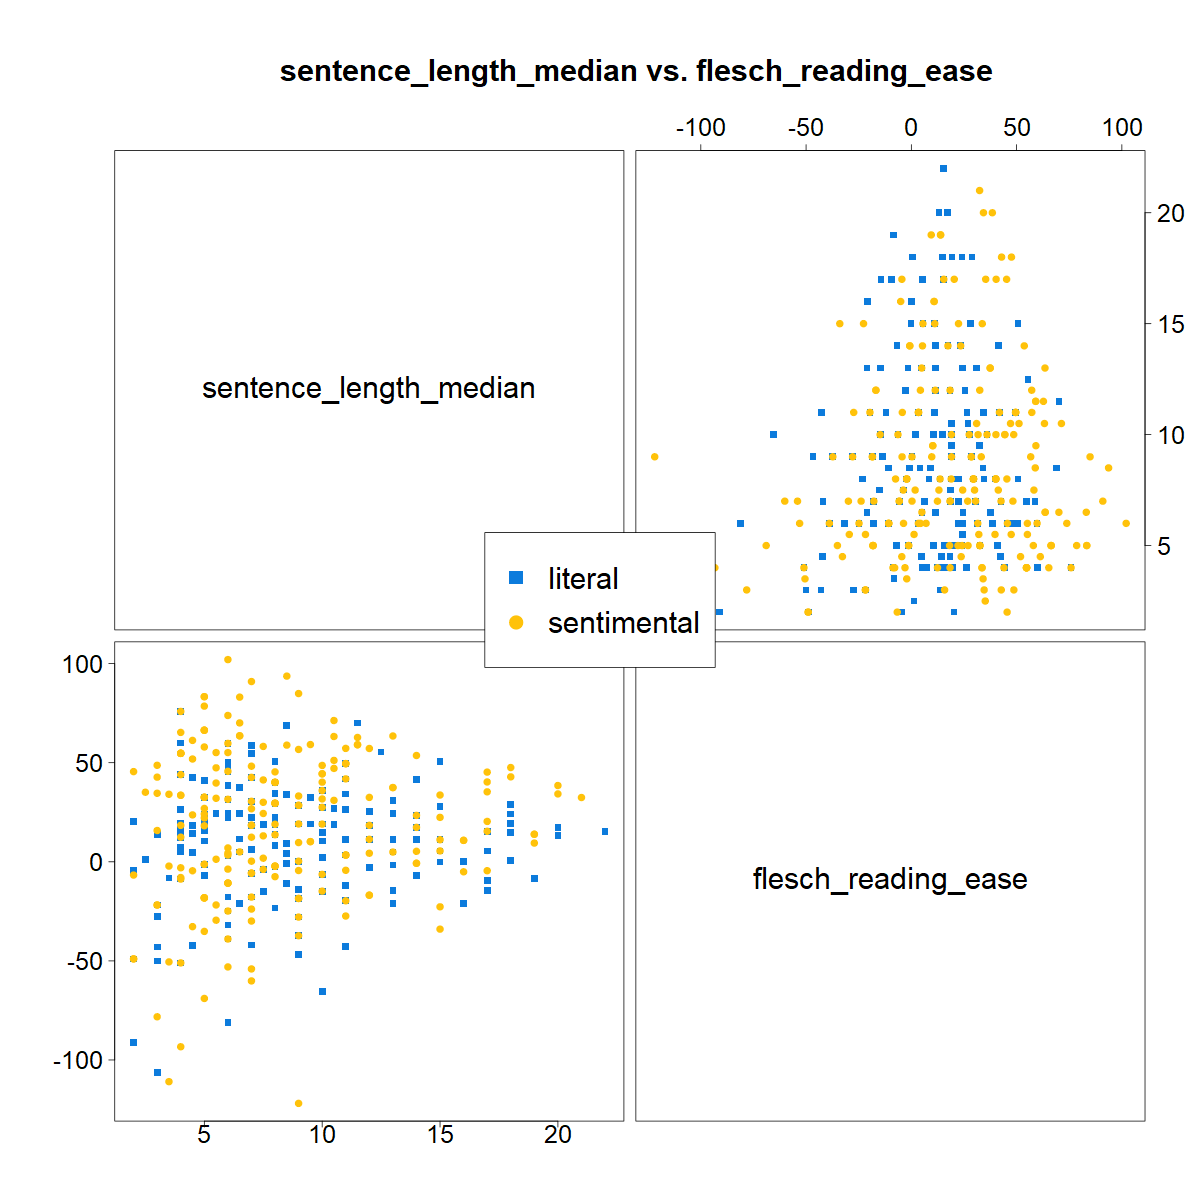 sentence_length_median vs. flesch_reading_ease
-100 -50 0 50 100
sentence_length_median
20
15
10
5
literal
sentimental
100
50
0
-50
-100
flesch_reading_ease
5 10 15 20